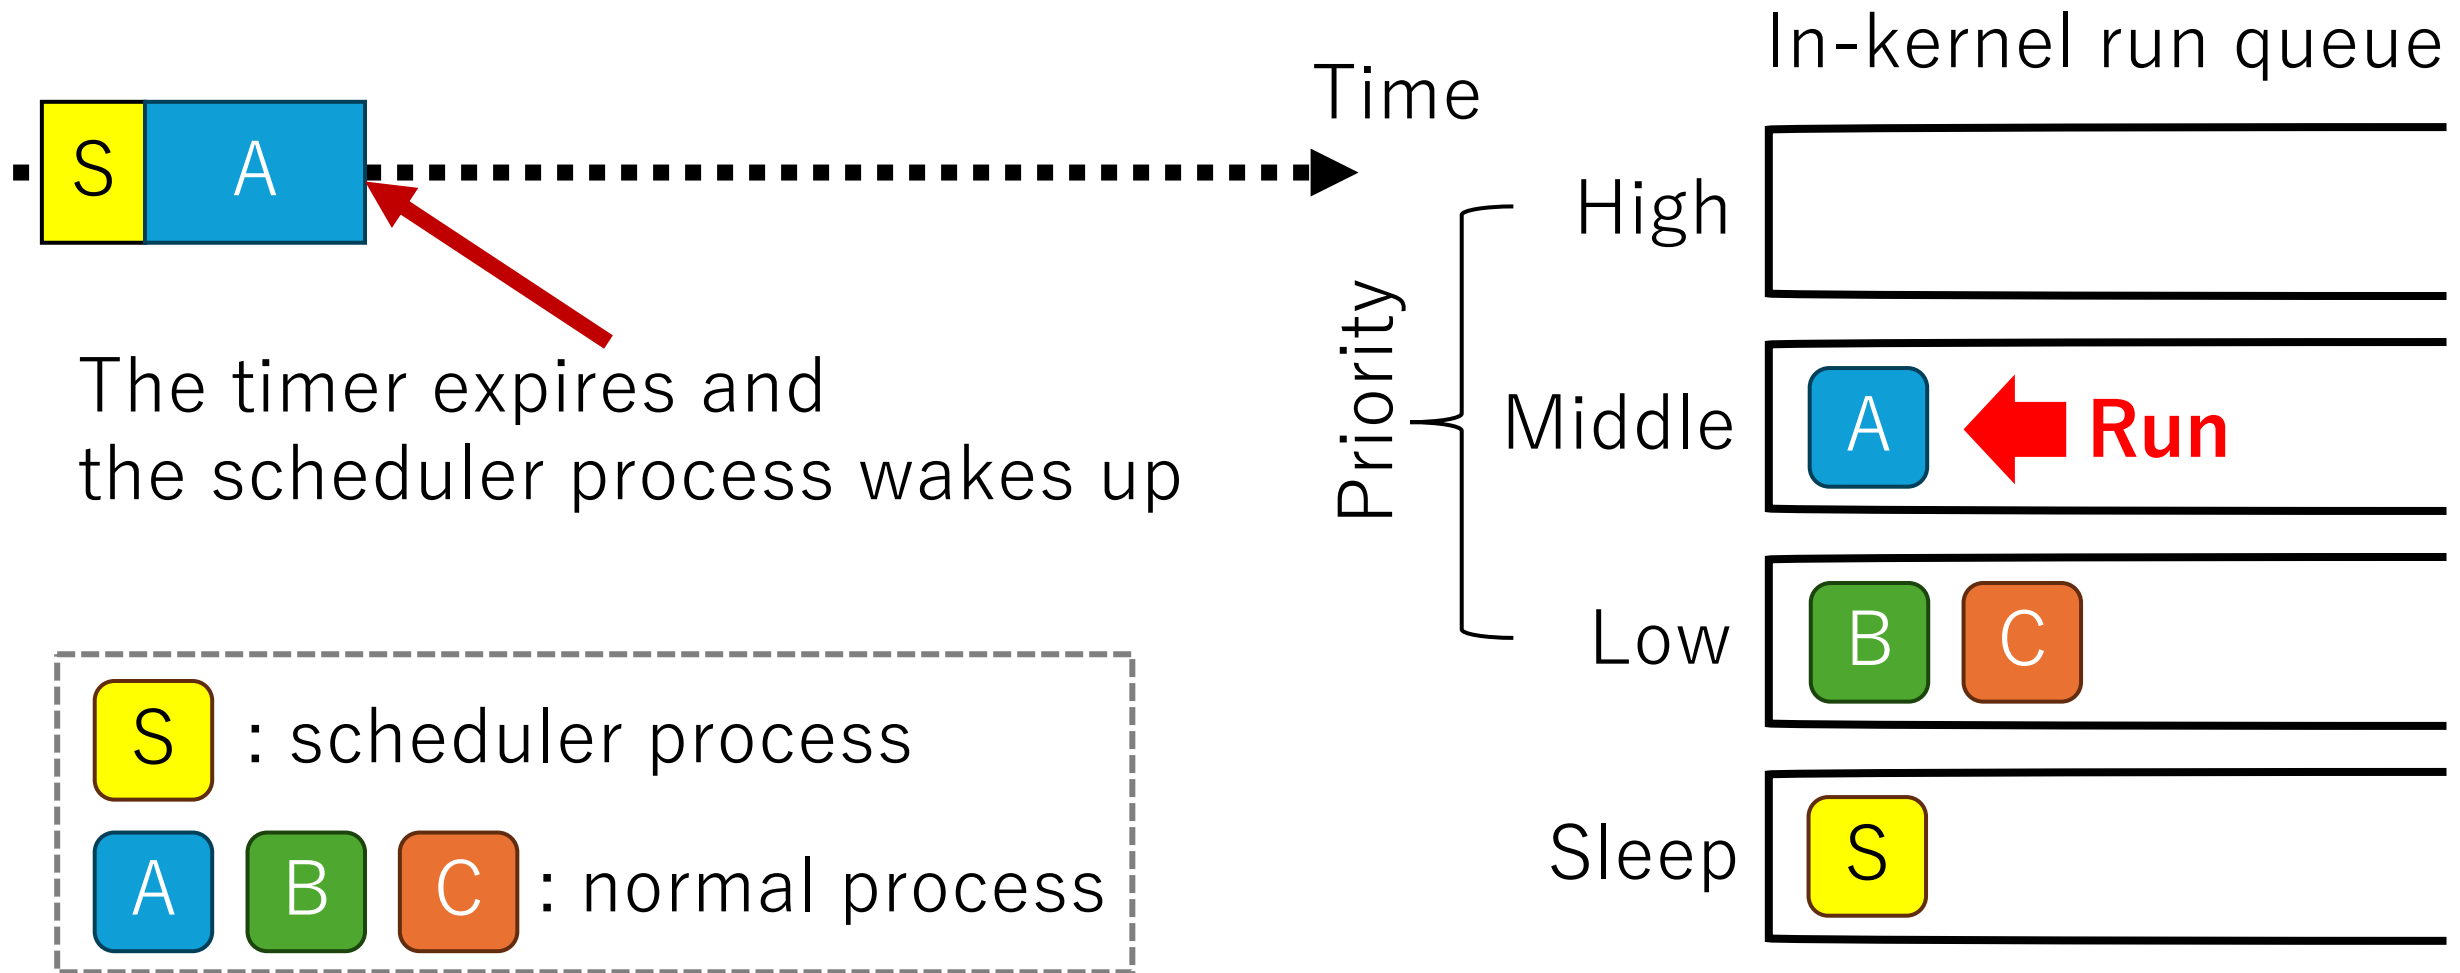 In-kernel run queue
Time
S A
High
The timer expires and
the scheduler process wakes up
Priority
Middle
A Run
Low
B C
S : scheduler process
Sleep
S
A B C : normal process